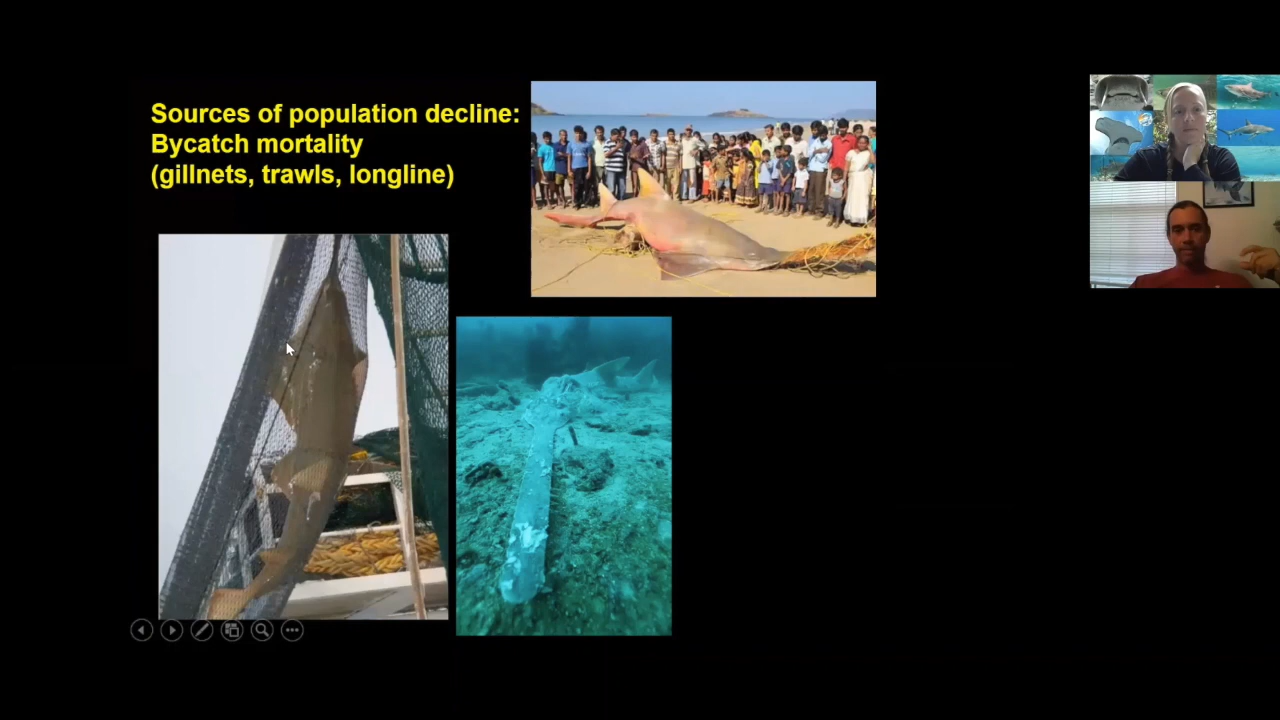 Sources of population decline:
Bycatch mortality
(gillnets, trawls, longline)